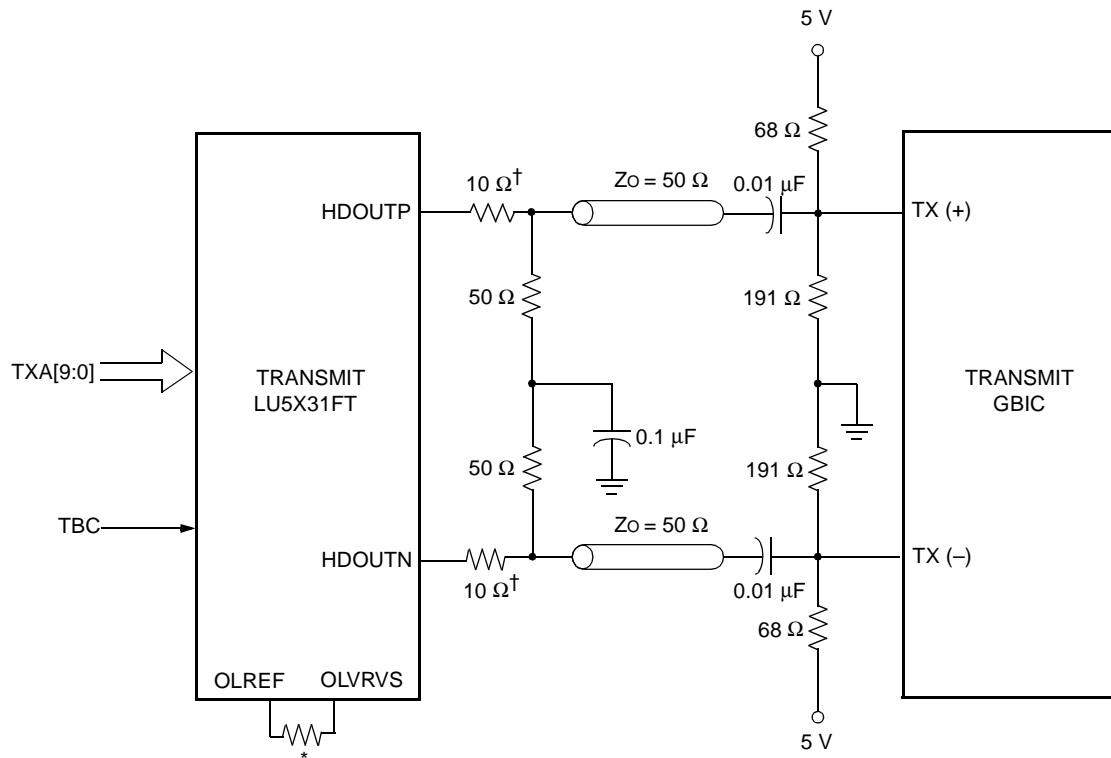 5 V
68 Ω
10 Ω†
ZO = 50 Ω
0.01 µF
HDOUTP
TX (+)
50 Ω
191 Ω
TXA[9:0]
TRANSMIT
LU5X31FT
TRANSMIT
GBIC
0.1 µF
50 Ω
191 Ω
TBC
ZO = 50 Ω
HDOUTN
TX (–)
10 Ω†
0.01 µF
68 Ω
OLREF
OLVRVS
*
5 V